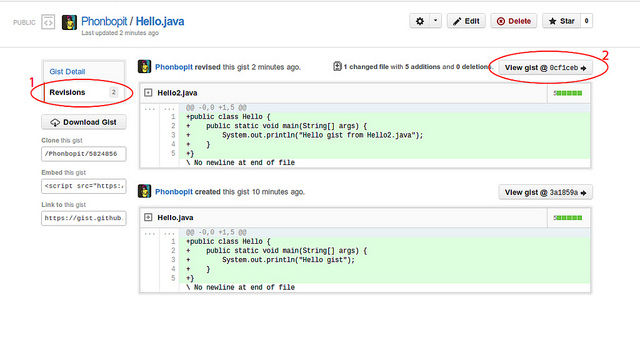 PUBLIC
Phonbopit / Hello.java
Last updated 2 minutes ago.
Edit
Delete
Star
0
1
2
Gist Detail
Revisions 2
Download Gist
Clone this gist
/Phonbopit/5824856
Embed this gist
<script src="https:/
Link to this gist
https://gist.github
Phonbopit revised this gist 2 minutes ago.
1 changed file with 5 additions and 0 deletions.
View gist @ 0cf1ceb
Hello2.java
5
... ... @@ -0,0 +1,5 @@
1 +public class Hello {
2 + public static void main(String[] args) {
3 + System.out.println("Hello gist from Hello2.java");
4 + }
5 +}
\ No newline at end of file
Phonbopit created this gist 10 minutes ago.
View gist @ 3a1859a
Hello.java
5
... ... @@ -0,0 +1,5 @@
1 +public class Hello {
2 + public static void main(String[] args) {
3 + System.out.println("Hello gist");
4 + }
5 +}
\ No newline at end of file